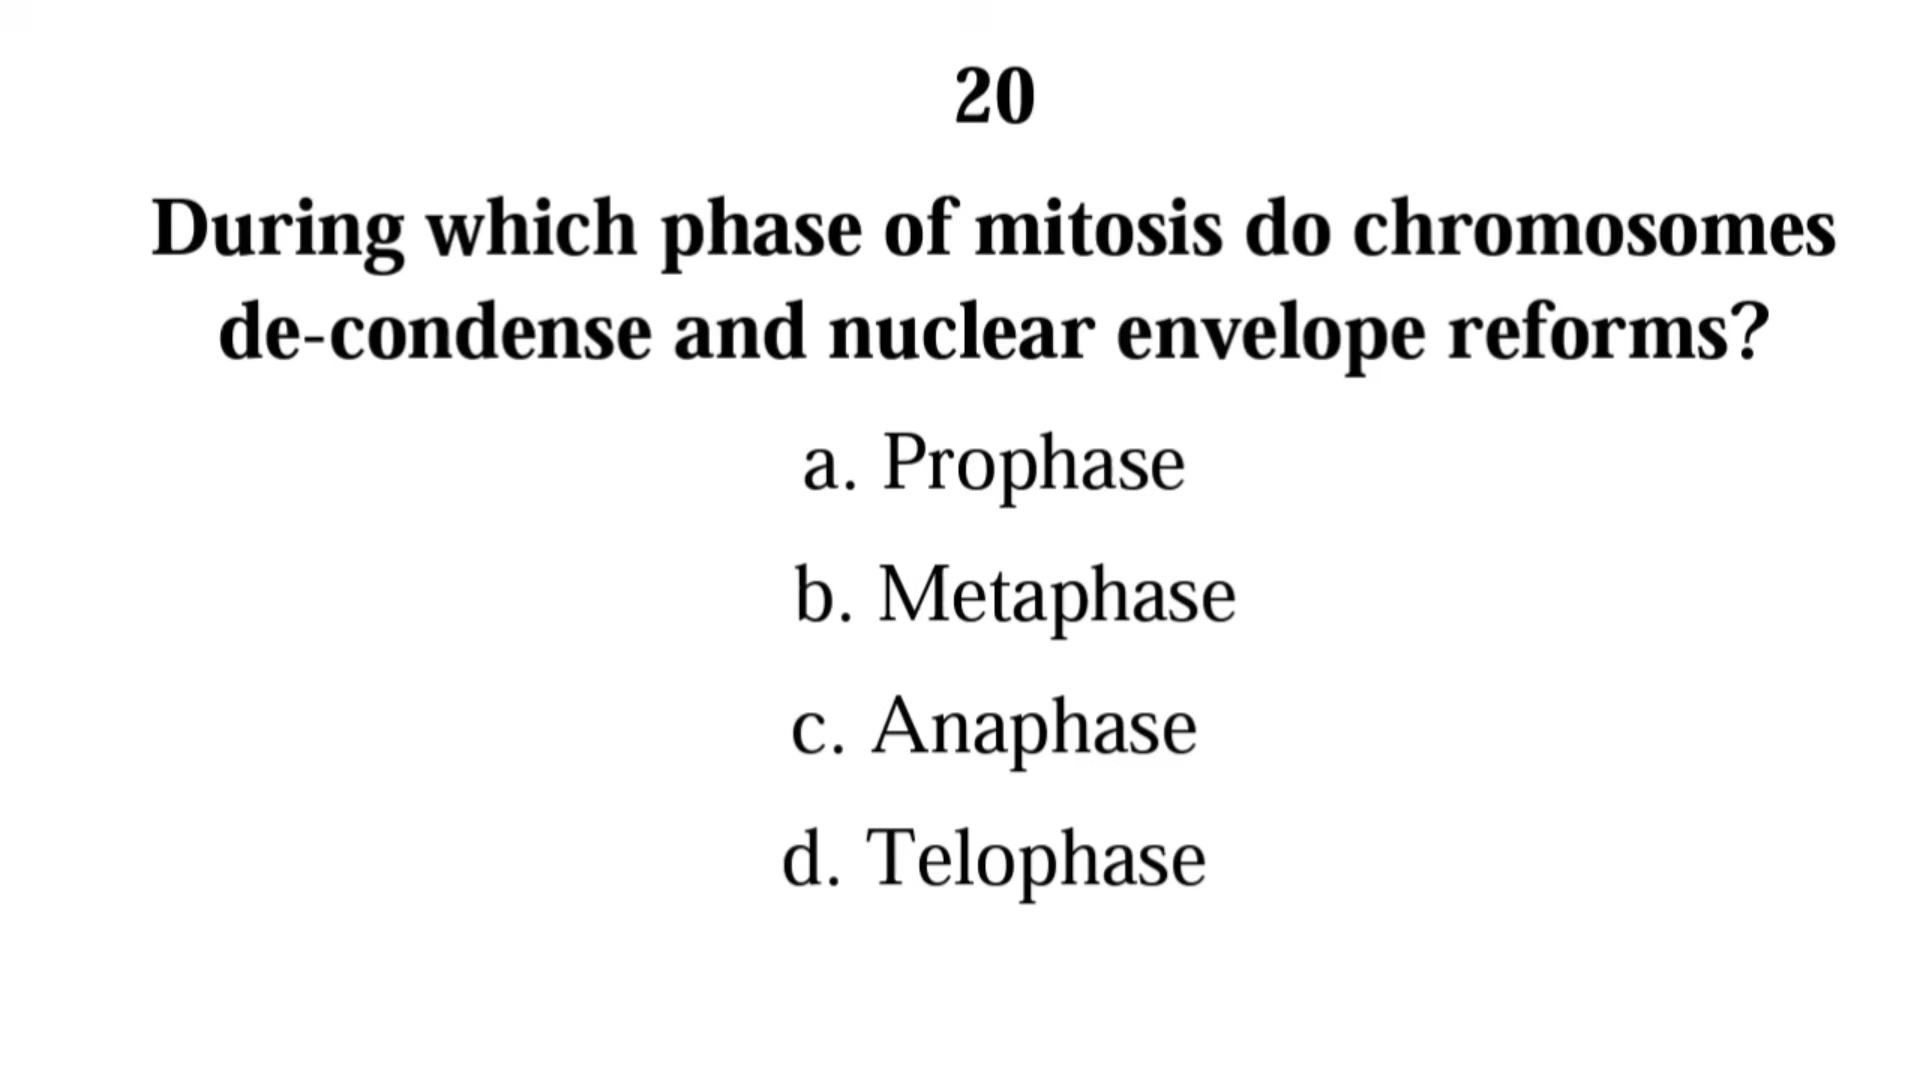 20
During which phase of mitosis do chromosomes
de-condense and nuclear envelope reforms?
a. Prophase
b. Metaphase
c. Anaphase
d. Telophase